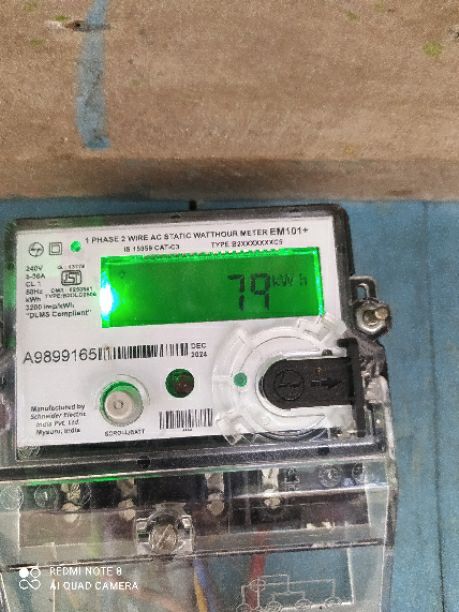 1 PHASE 2 WIRE AC STATIC WATTHOUR METER EM101+
IS 15959 CAT-C3 TYPE B2XXXXXXXC5
240V
5-30A
CL 1
50Hz
kWh
3200 imp/kWh
"DLMS Compliant"
79 kWh
A9899165
DEC
2024
Manufactured by
Schneider Electric
India Pvt. Ltd.
Mysuru, India
SCROLL/BATT
REDMI NOTE 8
AI QUAD CAMERA